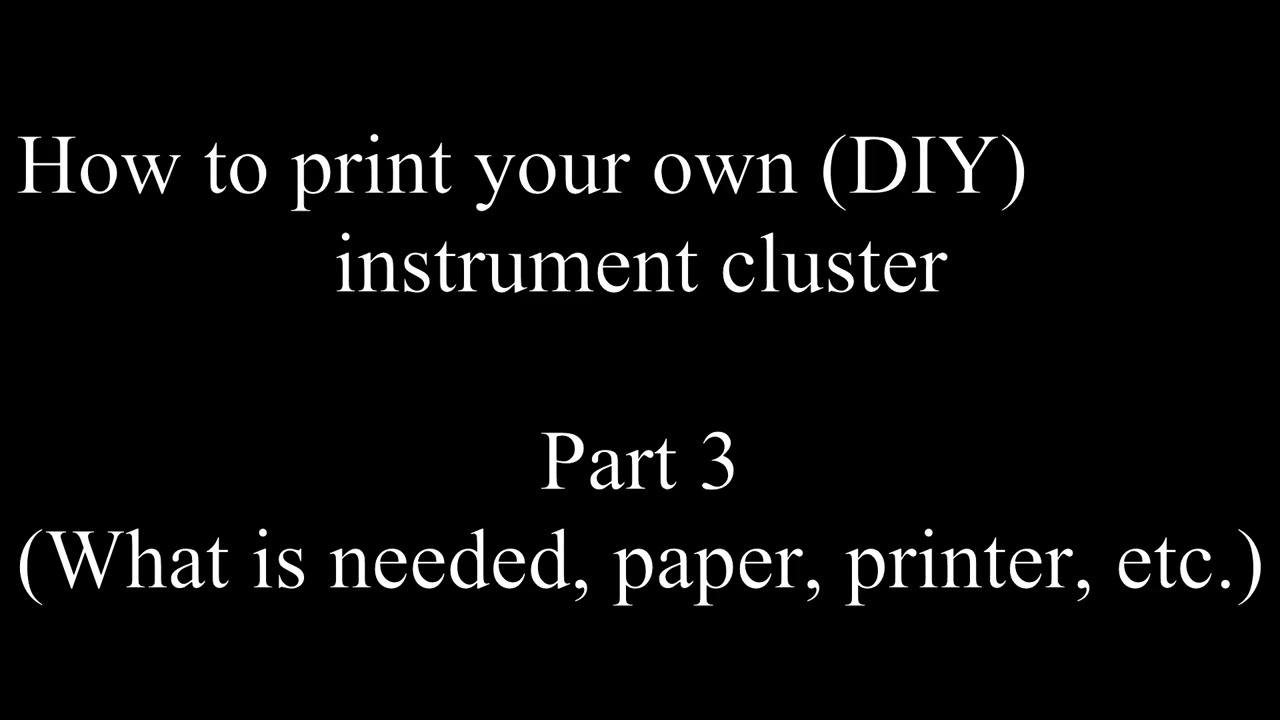 How to print your own (DIY)
instrument cluster
Part 3
(What is needed, paper, printer, etc.)